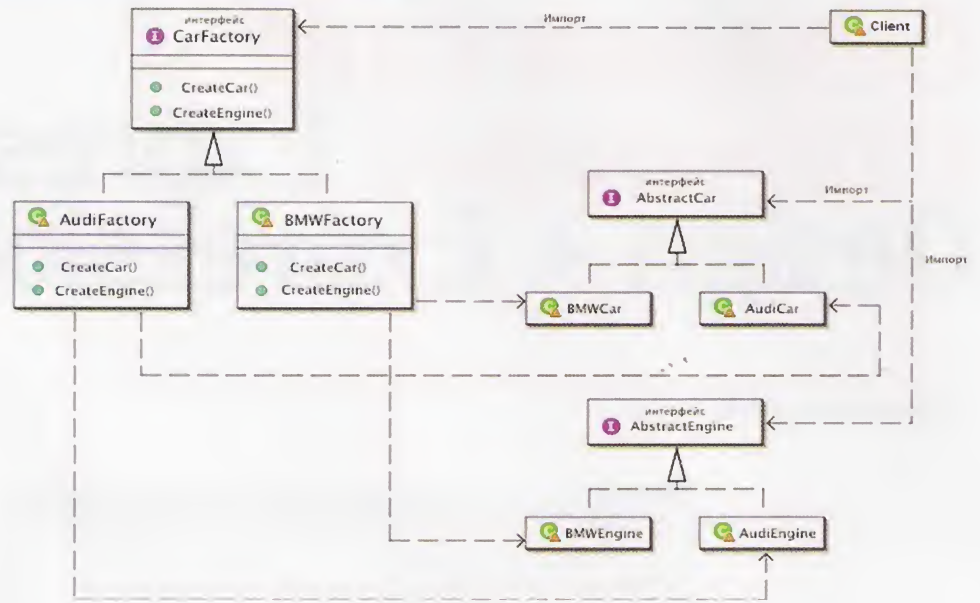 интерфейс
I CarFactory
CreateCar()
CreateEngine()
Импорт
C Client
C AudiFactory
CreateCar()
CreateEngine()
C BMWFactory
CreateCar()
CreateEngine()
интерфейс
I AbstractCar
Импорт
Импорт
C BMWCar
C AudiCar
интерфейс
I AbstractEngine
C BMWEngine
C AudiEngine